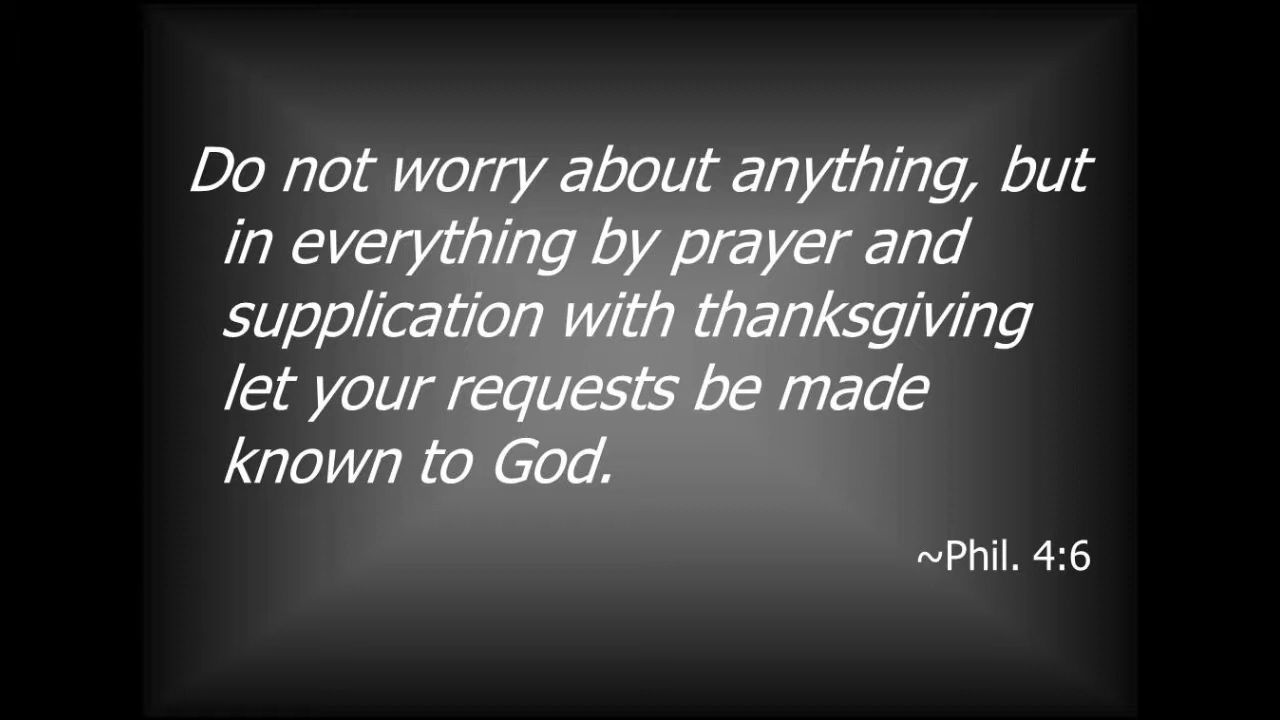 Do not worry about anything, but
in everything by prayer and
supplication with thanksgiving
let your requests be made
known to God.
~Phil. 4:6